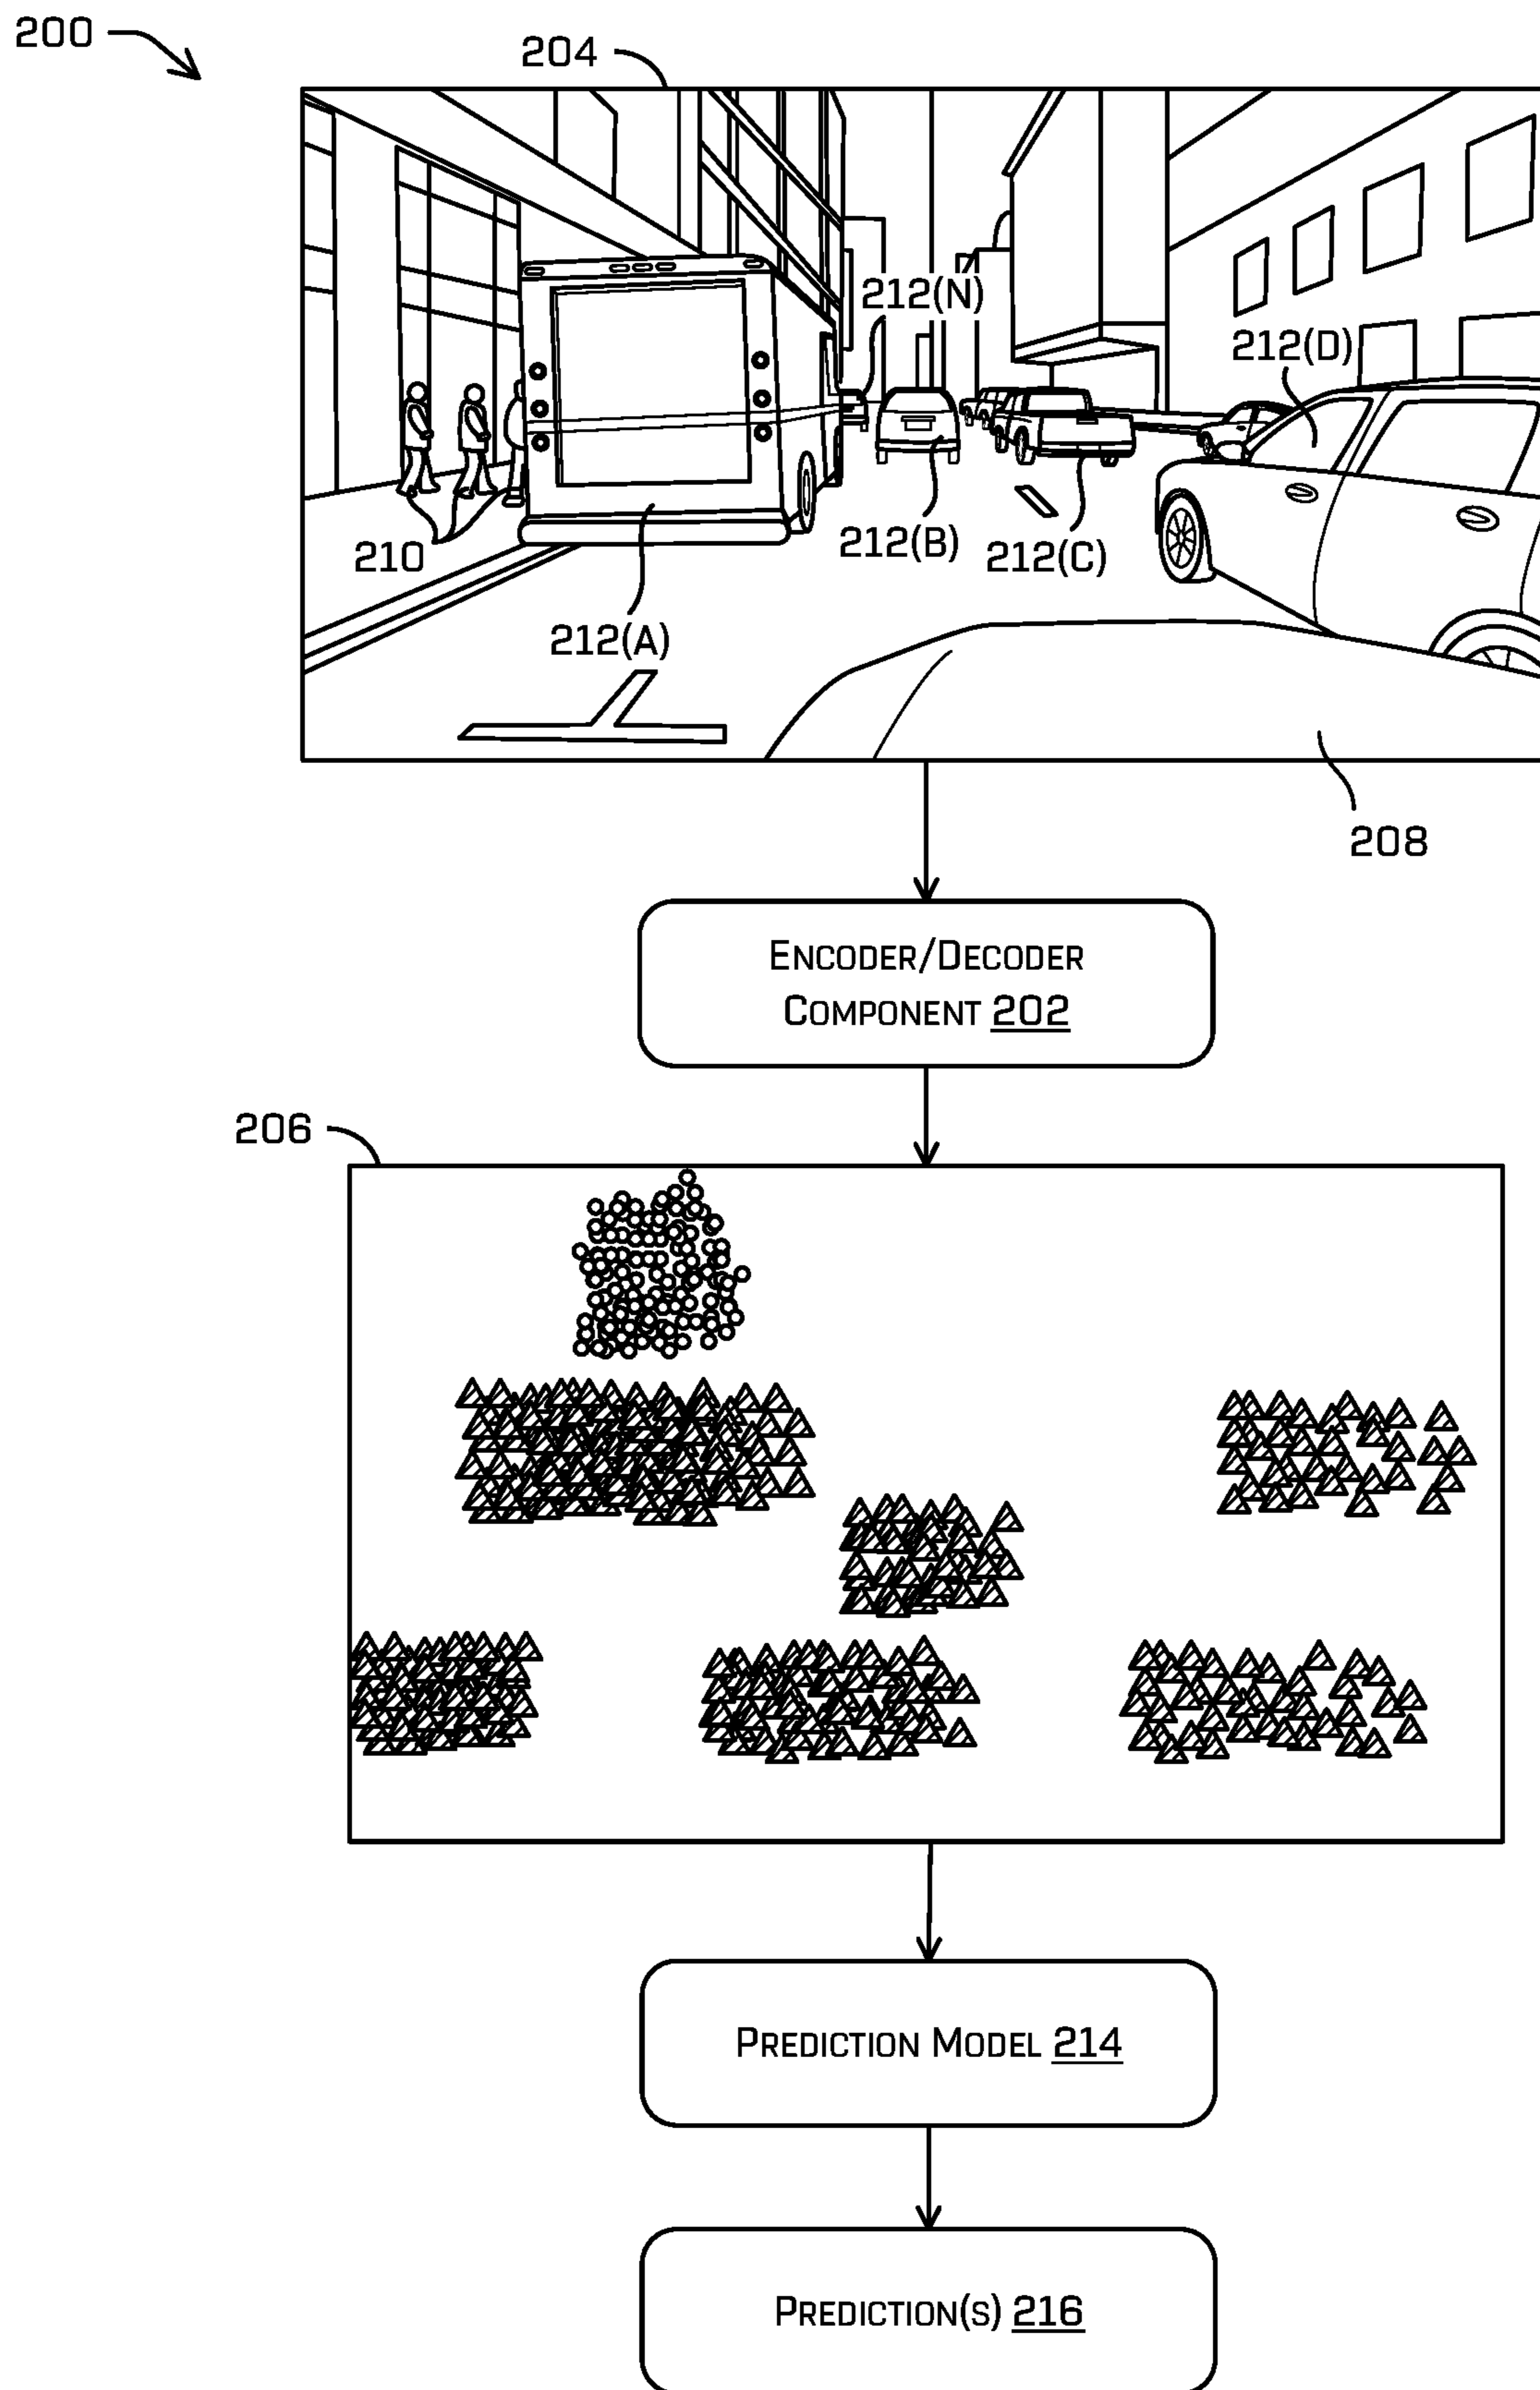 200
204
212(N)
212(D)
210
212(B)
212(C)
212(A)
208
ENCODER/DECODER
COMPONENT 202
206
PREDICTION MODEL 214
PREDICTION(S) 216